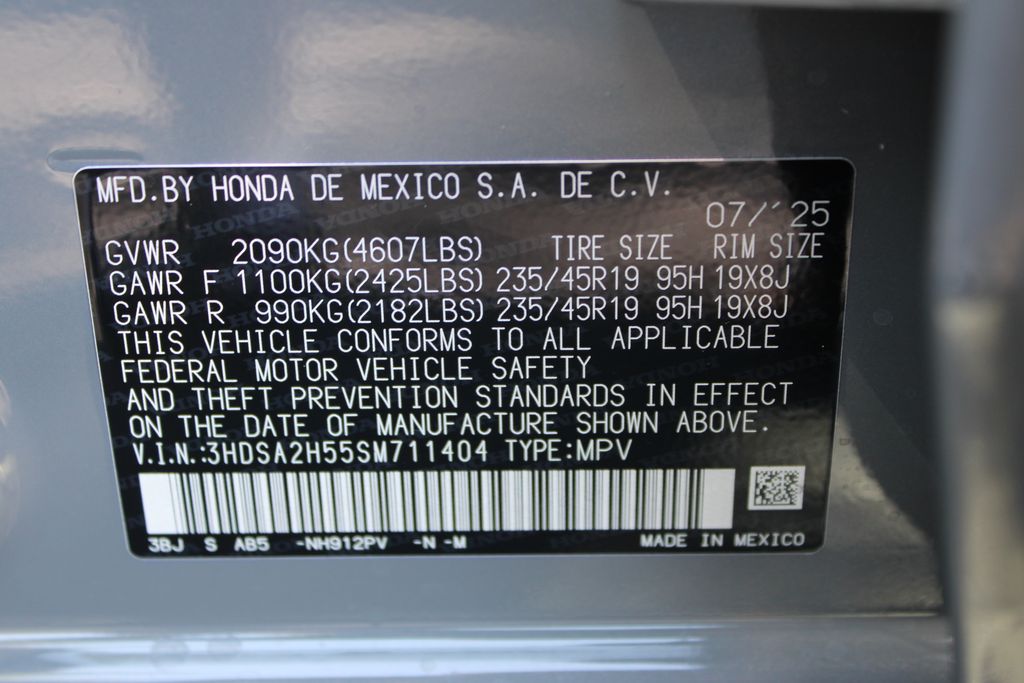 MFD.BY HONDA DE MEXICO S.A. DE C.V.
07/'25
GVWR 2090KG(4607LBS) TIRE SIZE RIM SIZE
GAWR F 1100KG(2425LBS) 235/45R19 95H 19X8J
GAWR R 990KG(2182LBS) 235/45R19 95H 19X8J
THIS VEHICLE CONFORMS TO ALL APPLICABLE
FEDERAL MOTOR VEHICLE SAFETY
AND THEFT PREVENTION STANDARDS IN EFFECT
ON THE DATE OF MANUFACTURE SHOWN ABOVE.
V.I.N.:3HDSA2H55SM711404 TYPE:MPV
3BJ S AB5 -NH912PV -N -M MADE IN MEXICO